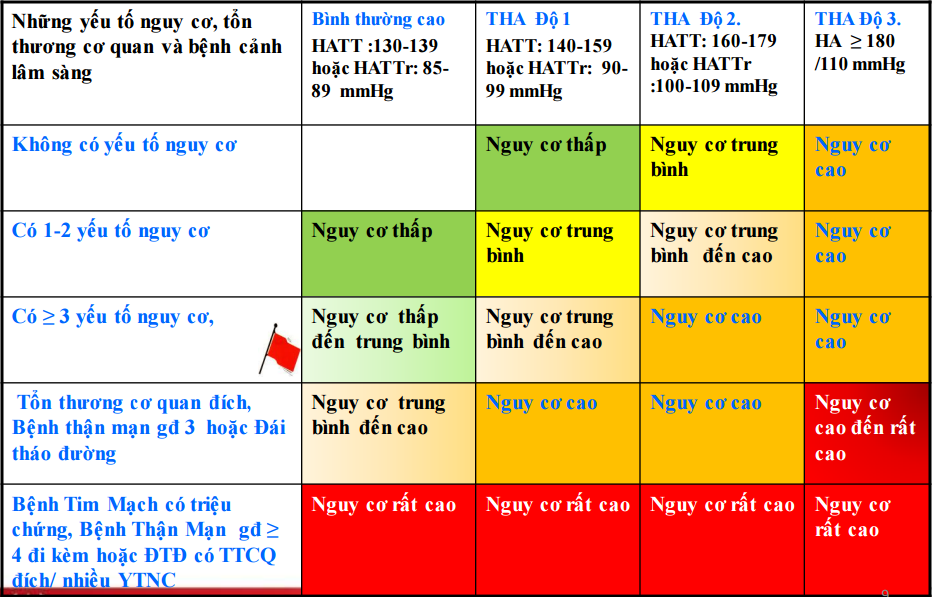 Những yếu tố nguy cơ, tổn
thương cơ quan và bệnh cảnh
lâm sàng
Bình thường cao
HATT :130-139
hoặc HATTr: 85-
89 mmHg
THA Độ 1
HATT: 140-159
hoặc HATTr: 90-
99 mmHg
THA Độ 2.
HATT: 160-179
hoặc HATTr
:100-109 mmHg
THA Độ 3.
HA ≥ 180
/110 mmHg
Không có yếu tố nguy cơ
Nguy cơ thấp
Nguy cơ trung
bình
Nguy cơ
cao
Có 1-2 yếu tố nguy cơ
Nguy cơ thấp
Nguy cơ trung
bình
Nguy cơ trung
bình đến cao
Nguy cơ
cao
Có ≥ 3 yếu tố nguy cơ,
Nguy cơ thấp
đến trung bình
Nguy cơ trung
bình đến cao
Nguy cơ cao
Nguy cơ
cao
Tổn thương cơ quan đích,
Bệnh thận mạn gđ 3 hoặc Đái
tháo đường
Nguy cơ trung
bình đến cao
Nguy cơ cao
Nguy cơ cao
Nguy cơ
cao đến rất
cao
Bệnh Tim Mạch có triệu
chứng, Bệnh Thận Mạn gđ ≥
4 đi kèm hoặc ĐTĐ có TTCQ
đích/ nhiều YTNC
Nguy cơ rất cao
Nguy cơ rất cao
Nguy cơ rất cao
Nguy cơ
rất cao
9